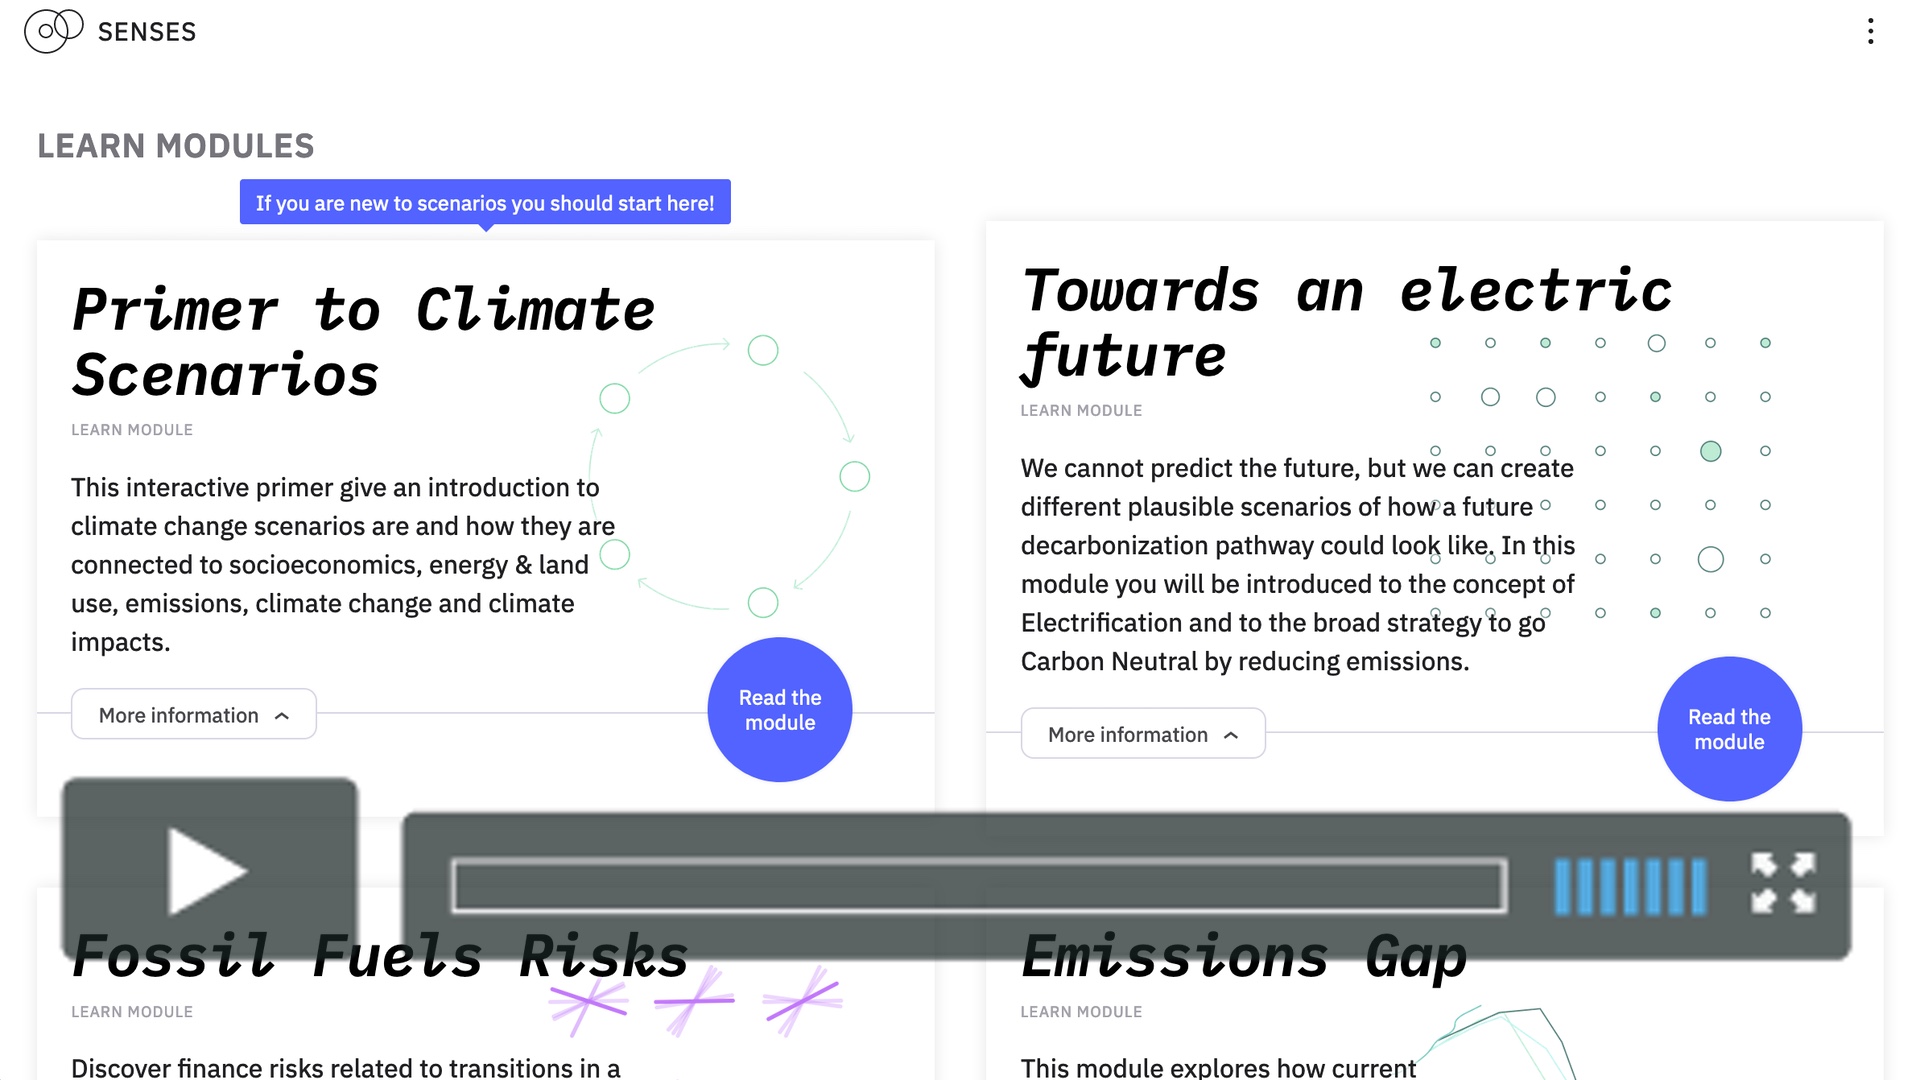 SENSES
LEARN MODULES
If you are new to scenarios you should start here!
Primer to Climate
Scenarios
LEARN MODULE
This interactive primer give an introduction to
climate change scenarios are and how they are
connected to socioeconomics, energy & land
use, emissions, climate change and climate
impacts.
More information
Read the
module
Towards an electric
future
LEARN MODULE
We cannot predict the future, but we can create
different plausible scenarios of how a future
decarbonization pathway could look like. In this
module you will be introduced to the concept of
Electrification and to the broad strategy to go
Carbon Neutral by reducing emissions.
More information
Read the
module
Fossil Fuels Risks
LEARN MODULE
Discover finance risks related to transitions in a
Emissions Gap
LEARN MODULE
This module explores how current